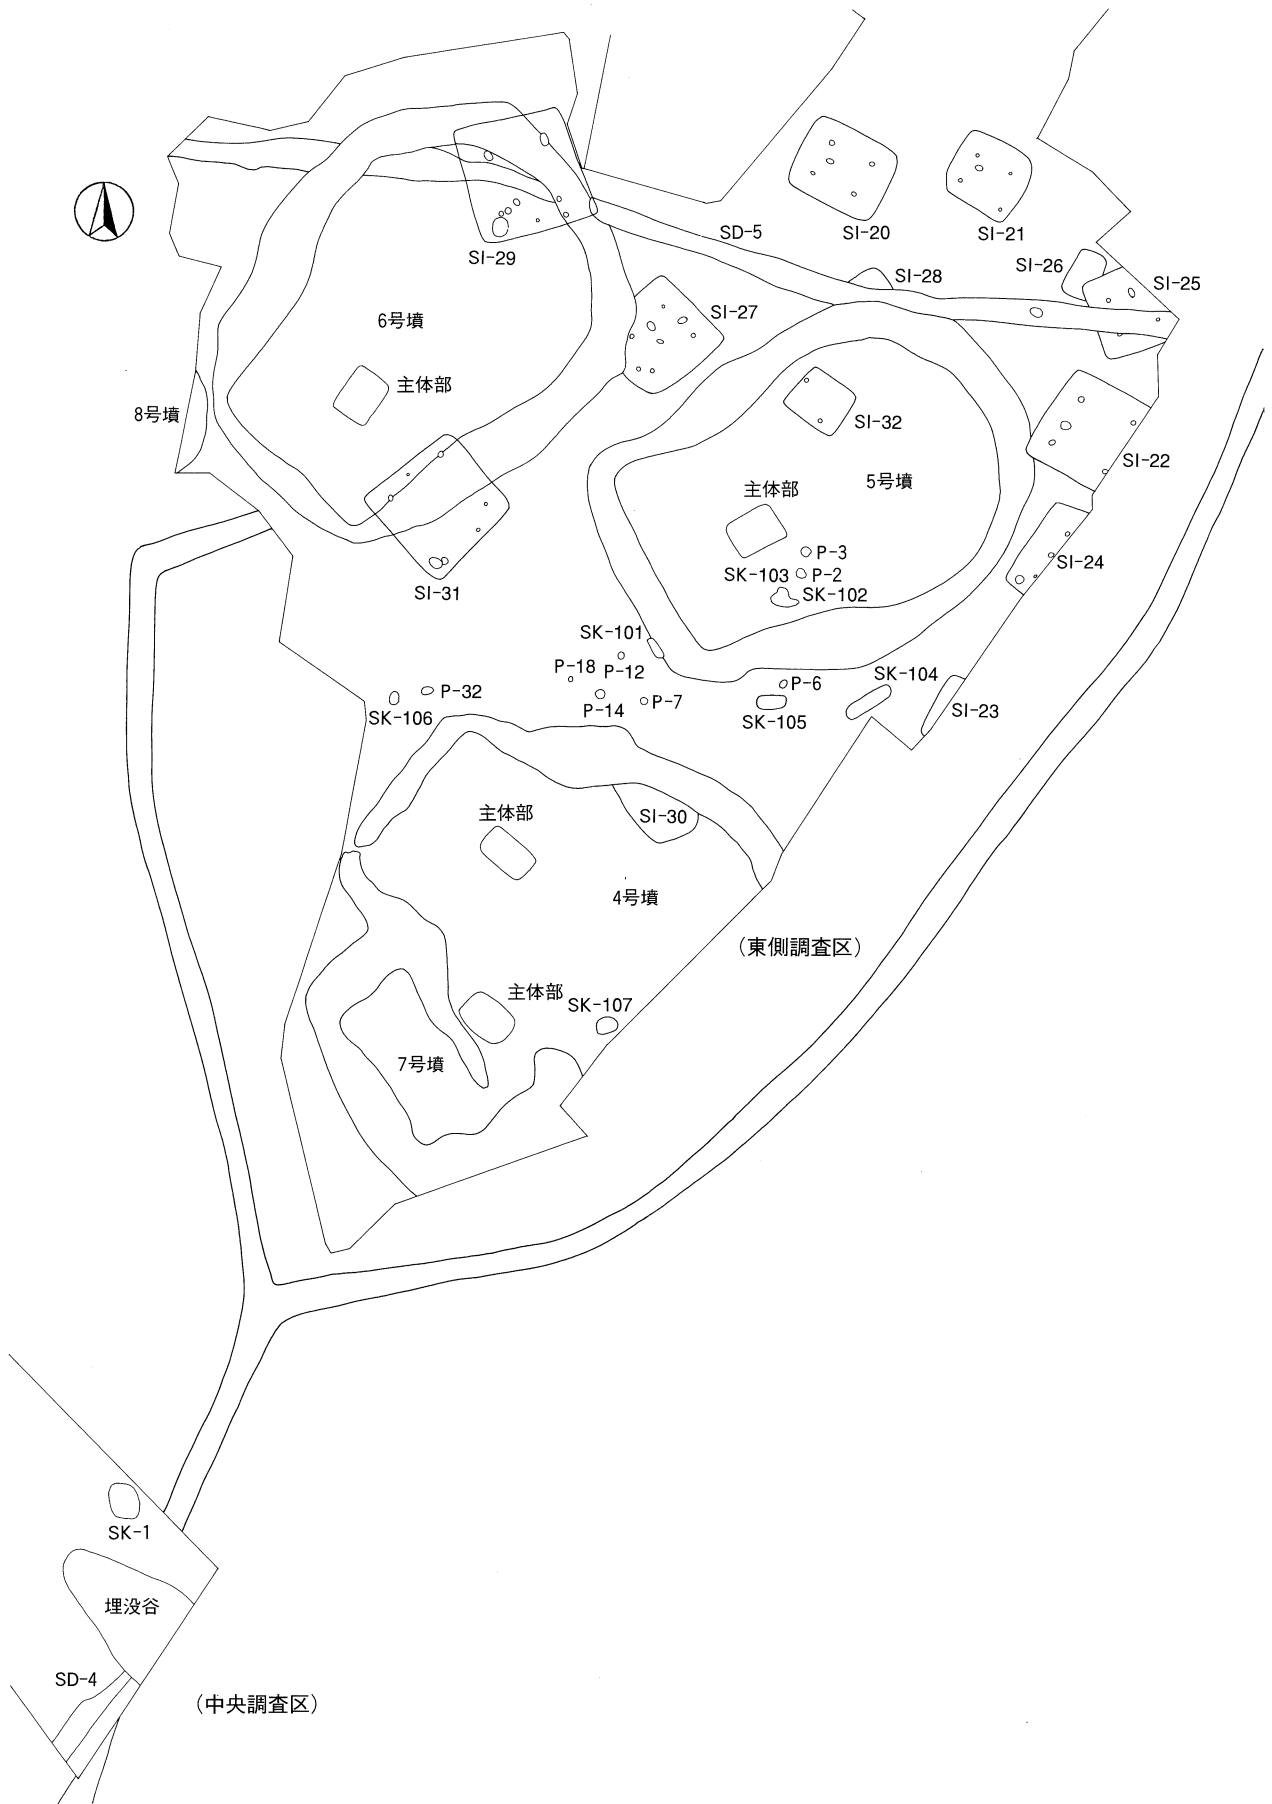 SI-20
SI-21
SD-5
SI-29
SI-26
SI-28
SI-25
SI-27
6号墳
主体部
8号墳
SI-32
SI-22
5号墳
主体部
P-3
SK-103
P-2
SK-102
SI-24
SI-31
SK-101
P-18
P-12
P-32
P-14
P-7
SK-106
P-6
SK-104
SK-105
SI-23
主体部
SI-30
4号墳
(東側調査区)
主体部
SK-107
7号墳
SK-1
埋没谷
SD-4
(中央調査区)